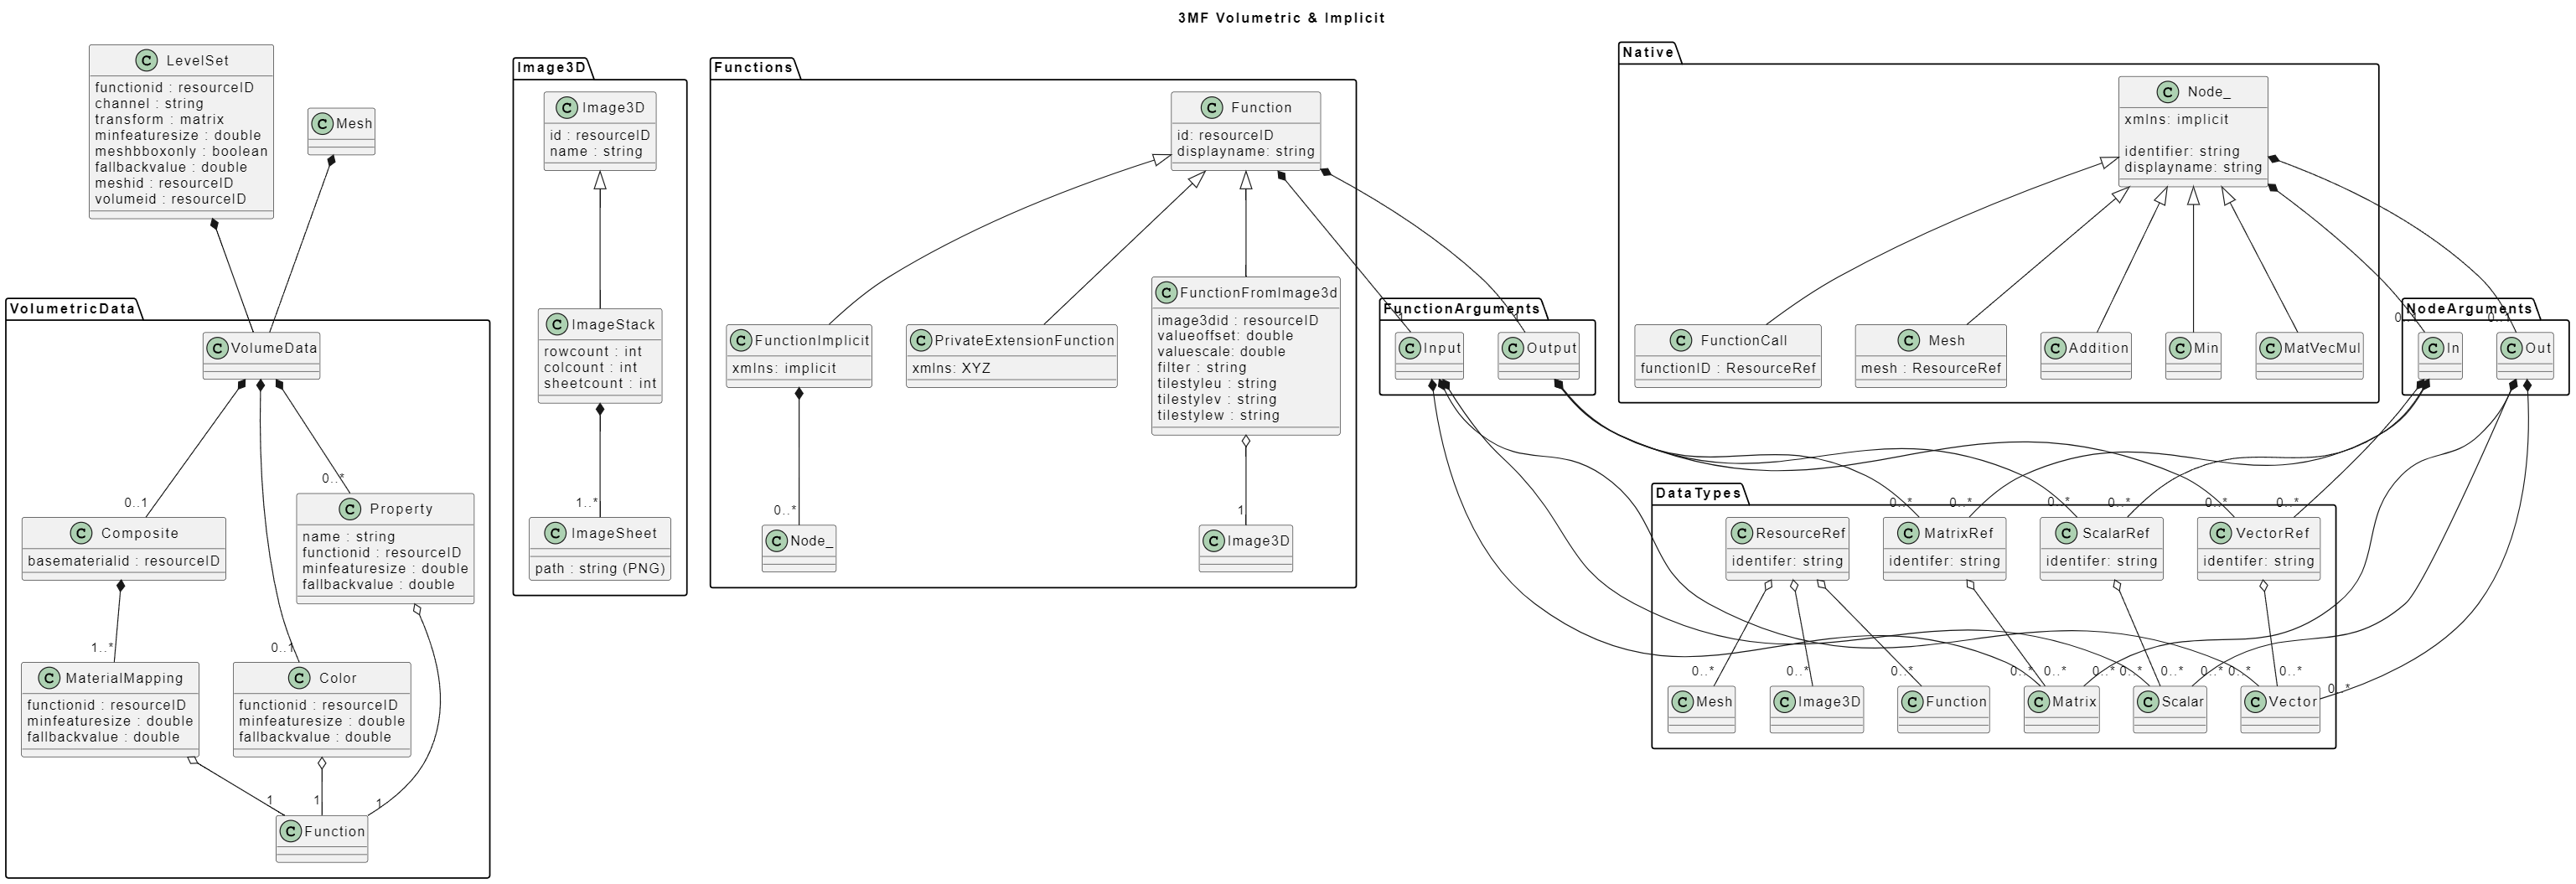 3MF Volumetric & Implicit
C LevelSet
functionid : resourceID
channel : string
transform : matrix
minfeaturesize : double
meshbboxonly : boolean
fallbackvalue : double
meshid : resourceID
volumeid : resourceID
C Mesh
VolumetricData
C VolumeData
0..1
0..*
C Composite
basematerialid : resourceID
C Property
name : string
functionid : resourceID
minfeaturesize : double
fallbackvalue : double
1..*
0..1
C MaterialMapping
functionid : resourceID
minfeaturesize : double
fallbackvalue : double
C Color
functionid : resourceID
minfeaturesize : double
fallbackvalue : double
1
1
1
C Function
Image3D
C Image3D
id : resourceID
name : string
C ImageStack
rowcount : int
colcount : int
sheetcount : int
1..*
C ImageSheet
path : string (PNG)
Functions
C Function
id: resourceID
displayname: string
C FunctionImplicit
xmlns: implicit
C PrivateExtensionFunction
xmlns: XYZ
C FunctionFromImage3d
image3did : resourceID
valueoffset: double
valuescale: double
filter : string
tilestyleu : string
tilestylev : string
tilestylew : string
0..*
C Node_
1
C Image3D
FunctionArguments
C Input
C Output
Native
C Node_
xmlns: implicit
identifier: string
displayname: string
C FunctionCall
functionID : ResourceRef
C Mesh
mesh : ResourceRef
C Addition
C Min
C MatVecMul
NodeArguments
C In
C Out
DataTypes
0..*
0..*
0..*
0..*
0..*
0..*
C ResourceRef
identifer: string
C MatrixRef
identifer: string
C ScalarRef
identifer: string
C VectorRef
identifer: string
0..*
0..*
0..*
0..*
0..*
0..*
0..*
0..*
0..*
0..*
0..*
0..*
C Mesh
C Image3D
C Function
C Matrix
C Scalar
C Vector